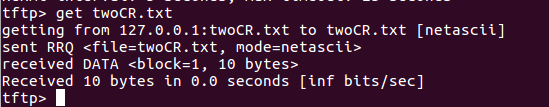 tftp> get twoCR.txt
getting from 127.0.0.1:twoCR.txt to twoCR.txt [netascii]
sent RRQ <file=twoCR.txt, mode=netascii>
received DATA <block=1, 10 bytes>
Received 10 bytes in 0.0 seconds [inf bits/sec]
tftp>